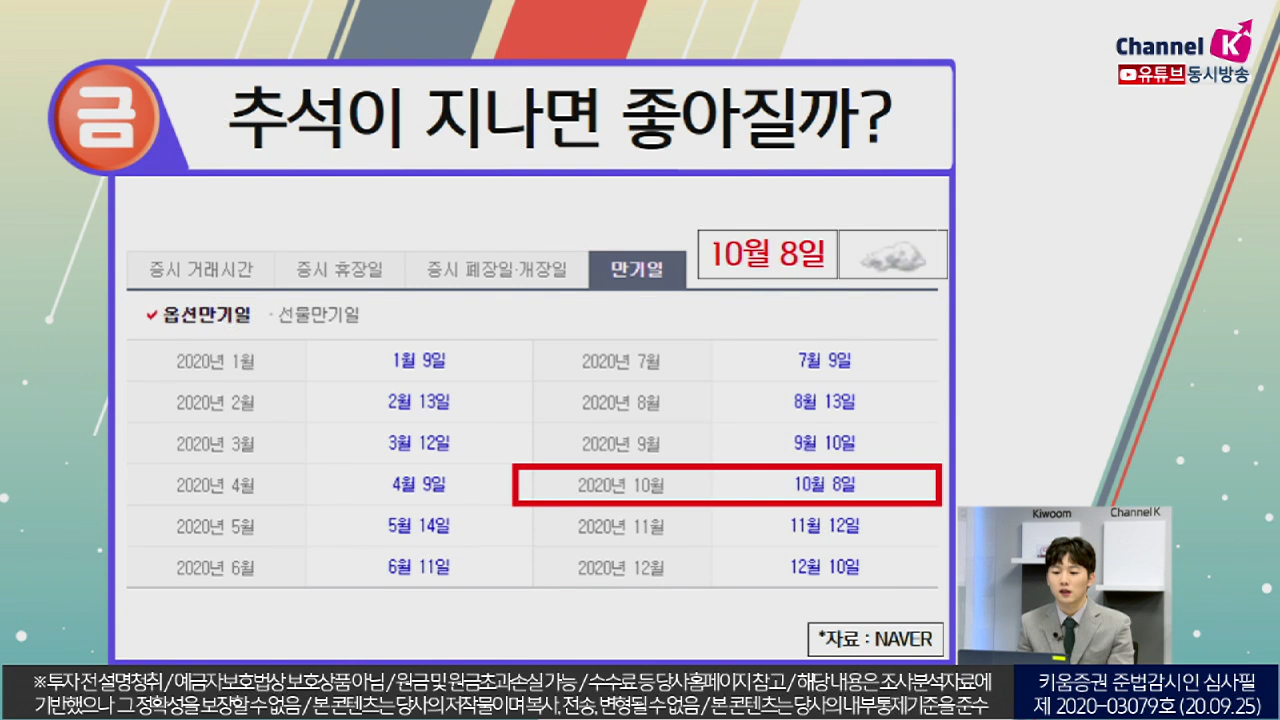 Channel K
유튜브 동시방송
금
추석이 지나면 좋아질까?
10월 8일
증시 거래시간 증시 휴장일 증시 폐장일·개장일 만기일
옵션만기일 · 선물만기일
2020년 1월 1월 9일 2020년 7월 7월 9일
2020년 2월 2월 13일 2020년 8월 8월 13일
2020년 3월 3월 12일 2020년 9월 9월 10일
2020년 4월 4월 9일 2020년 10월 10월 8일
2020년 5월 5월 14일 2020년 11월 11월 12일
2020년 6월 6월 11일 2020년 12월 12월 10일
*자료 : NAVER
Kiwoom Channel K
※ 투자 전 설명청취 / 예금자보호법상 보호상품 아님 / 원금 및 원금초과손실 가능 / 수수료 등 당사홈페이지 참고 / 해당 내용은 조사분석자료에
기반했으나 그 정확성을 보장할 수 없음 / 본 콘텐츠는 당사의 저작물이며 복사, 전송, 변형될 수 없음 / 본 콘텐츠는 당사의 내부통제기준을 준수
키움증권 준법감시인 심사필
제 2020-03079호 (20.09.25)